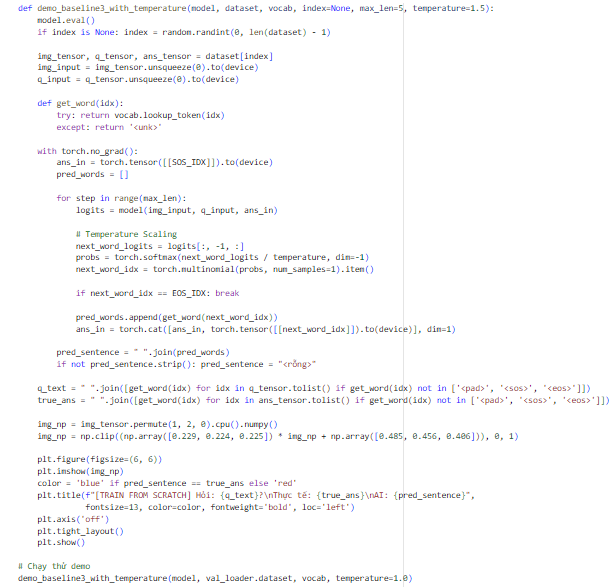 def demo_baseline3_with_temperature(model, dataset, vocab, index=None, max_len=5, temperature=1.5):
    model.eval()
    if index is None: index = random.randint(0, len(dataset) - 1)

    img_tensor, q_tensor, ans_tensor = dataset[index]
    img_input = img_tensor.unsqueeze(0).to(device)
    q_input = q_tensor.unsqueeze(0).to(device)

    def get_word(idx):
        try: return vocab.lookup_token(idx)
        except: return '<unk>'

    with torch.no_grad():
        ans_in = torch.tensor([[SOS_IDX]]).to(device)
        pred_words = []

        for step in range(max_len):
            logits = model(img_input, q_input, ans_in)

            # Temperature Scaling
            next_word_logits = logits[:, -1, :]
            probs = torch.softmax(next_word_logits / temperature, dim=-1)
            next_word_idx = torch.multinomial(probs, num_samples=1).item()

            if next_word_idx == EOS_IDX: break

            pred_words.append(get_word(next_word_idx))
            ans_in = torch.cat([ans_in, torch.tensor([[next_word_idx]]).to(device)], dim=1)

        pred_sentence = " ".join(pred_words)
        if not pred_sentence.strip(): pred_sentence = "<rỗng>"

    q_text = " ".join([get_word(idx) for idx in q_tensor.tolist() if get_word(idx) not in ['<pad>', '<sos>', '<eos>']])
    true_ans = " ".join([get_word(idx) for idx in ans_tensor.tolist() if get_word(idx) not in ['<pad>', '<sos>', '<eos>']])

    img_np = img_tensor.permute(1, 2, 0).cpu().numpy()
    img_np = np.clip((np.array([0.229, 0.224, 0.225]) * img_np + np.array([0.485, 0.456, 0.406])), 0, 1)

    plt.figure(figsize=(6, 6))
    plt.imshow(img_np)
    color = 'blue' if pred_sentence == true_ans else 'red'
    plt.title(f"[TRAIN FROM SCRATCH] Hỏi: {q_text}?\nThực tế: {true_ans}\nAI: {pred_sentence}",
              fontsize=13, color=color, fontweight='bold', loc='left')
    plt.axis('off')
    plt.tight_layout()
    plt.show()

# Chạy thử demo
demo_baseline3_with_temperature(model, val_loader.dataset, vocab, temperature=1.0)